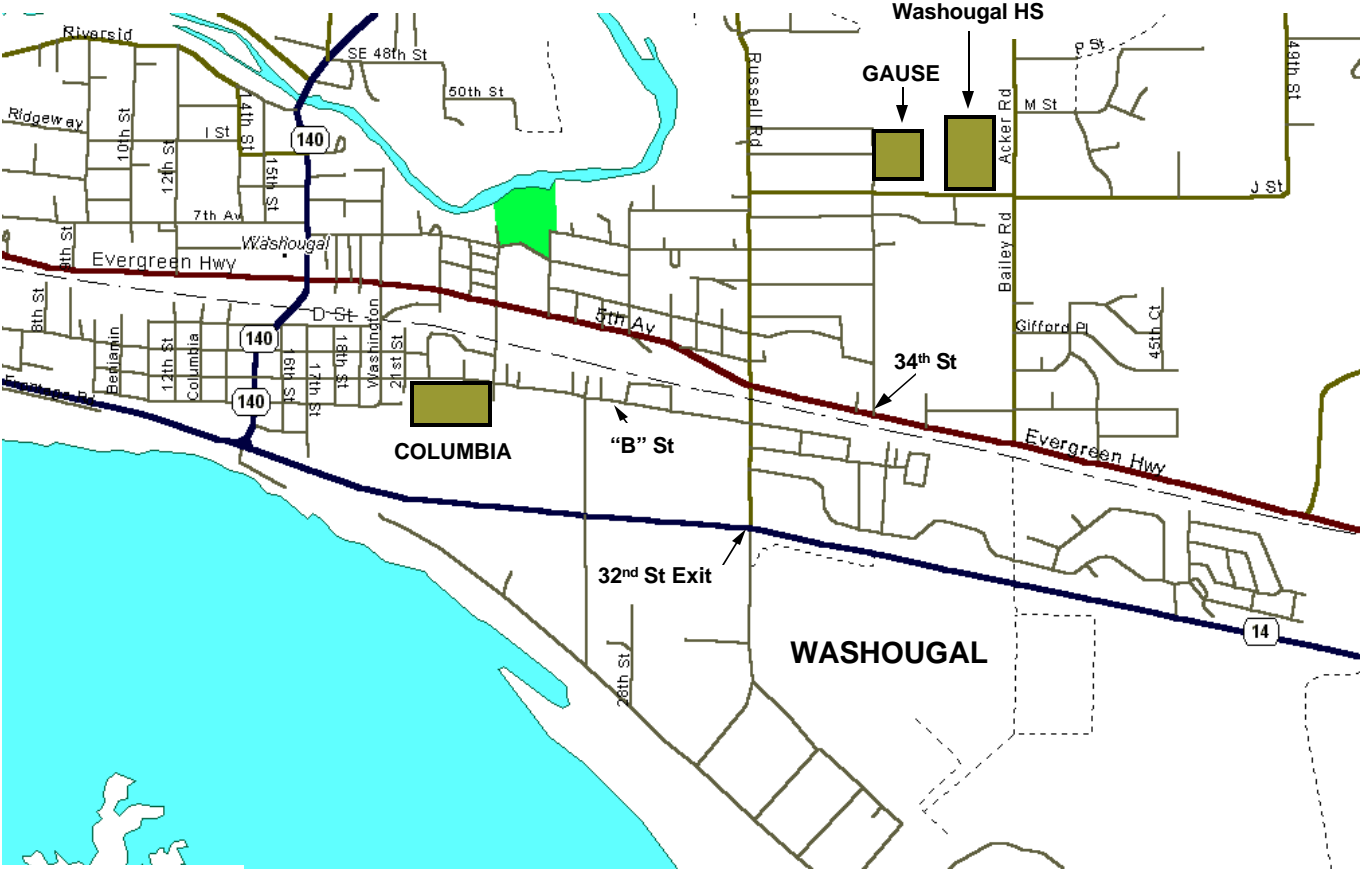 Washougal HS
Riversid
SE 48th St
P St
GAUSE
Russell Rd
49th St
50th St
M St
Acker Rd
Ridgeway
10th St
I St
14th St
140
12th St
15th St
J St
7th Av
Washougal
9th St
Evergreen Hwy
Bailey Rd
8th St
D St
5th Av
Gifford Pl
45th Ct
140
Benjamin
12th St
Columbia
16th St
17th St
18th St
Washington
21st St
34th St
140
COLUMBIA
“B” St
Evergreen Hwy
32nd St Exit
28th St
WASHOUGAL
14